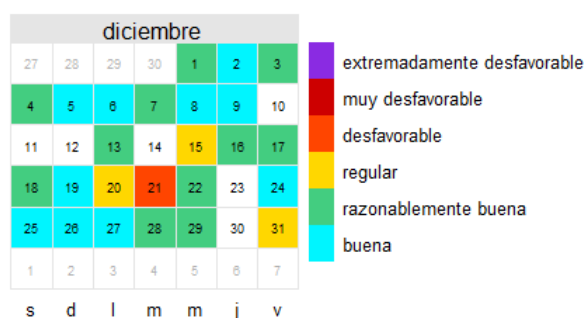 diciembre
27 28 29 30 1 2 3
4 5 6 7 8 9 10
11 12 13 14 15 16 17
18 19 20 21 22 23 24
25 26 27 28 29 30 31
1 2 3 4 5 6 7
s d l m m j v
extremadamente desfavorable
muy desfavorable
desfavorable
regular
razonablemente buena
buena